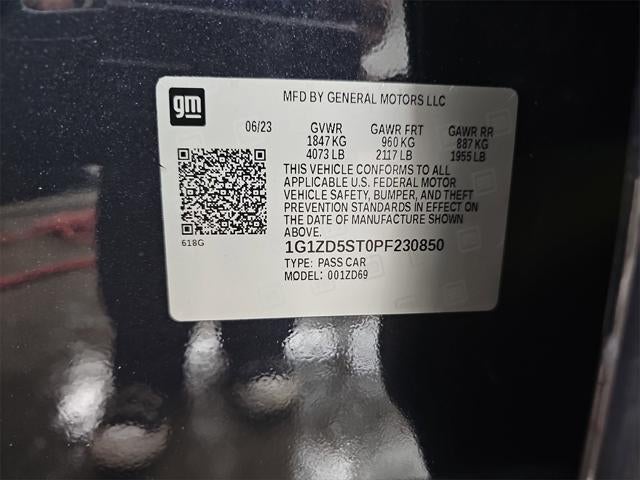 gm
MFD BY GENERAL MOTORS LLC
06/23 GVWR GAWR FRT GAWR RR
1847 KG 960 KG 887 KG
4073 LB 2117 LB 1955 LB
THIS VEHICLE CONFORMS TO ALL
APPLICABLE U.S. FEDERAL MOTOR
VEHICLE SAFETY, BUMPER, AND THEFT
PREVENTION STANDARDS IN EFFECT ON
THE DATE OF MANUFACTURE SHOWN
ABOVE.
618G
1G1ZD5ST0PF230850
TYPE: PASS CAR
MODEL: 001ZD69